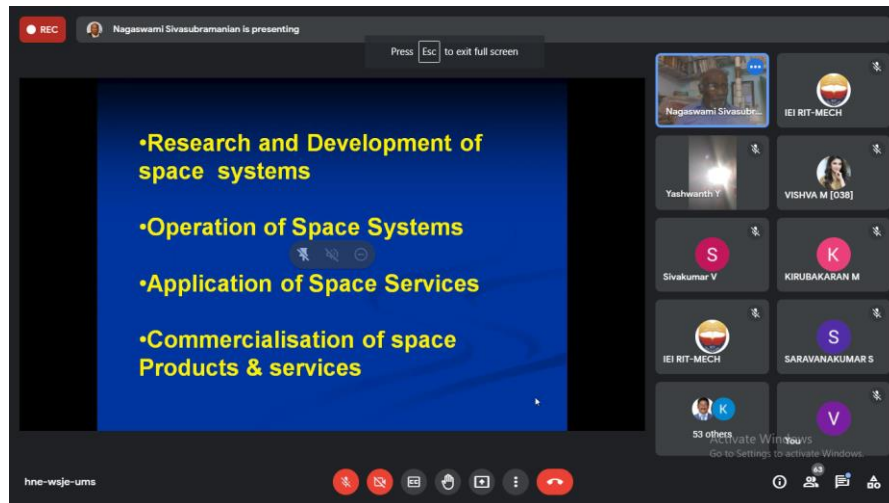 REC
Nagaswami Sivasubramanian is presenting
Press Esc to exit full screen
•Research and Development of
space systems
•Operation of Space Systems
•Application of Space Services
•Commercialisation of space
Products & services
Nagaswami Sivasubr...
IEI RIT-MECH
Yashwanth Y
VISHVA M [038]
S
Sivakumar V
K
KIRUBAKARAN M
IEI RIT-MECH
S
SARAVANAKUMAR S
K
53 others
V
You
Activate Windows
Go to Settings to activate Windows.
hne-wsje-ums
CC
63